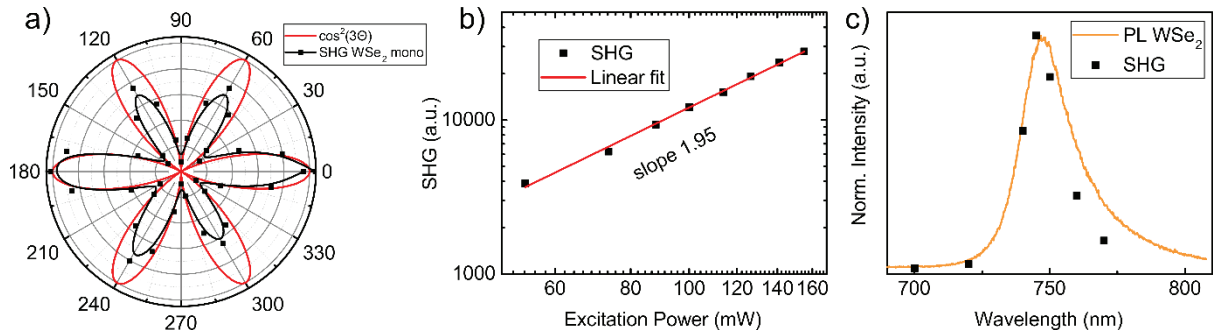 a)
cos²(3Θ)
SHG WSe₂ mono
90
120
60
150
30
180
0
210
330
240
300
270
b)
SHG
Linear fit
10000
1000
SHG (a.u.)
slope 1.95
60
80
100
120
140
160
Excitation Power (mW)
c)
PL WSe₂
SHG
Norm. Intensity (a.u.)
700
750
800
Wavelength (nm)